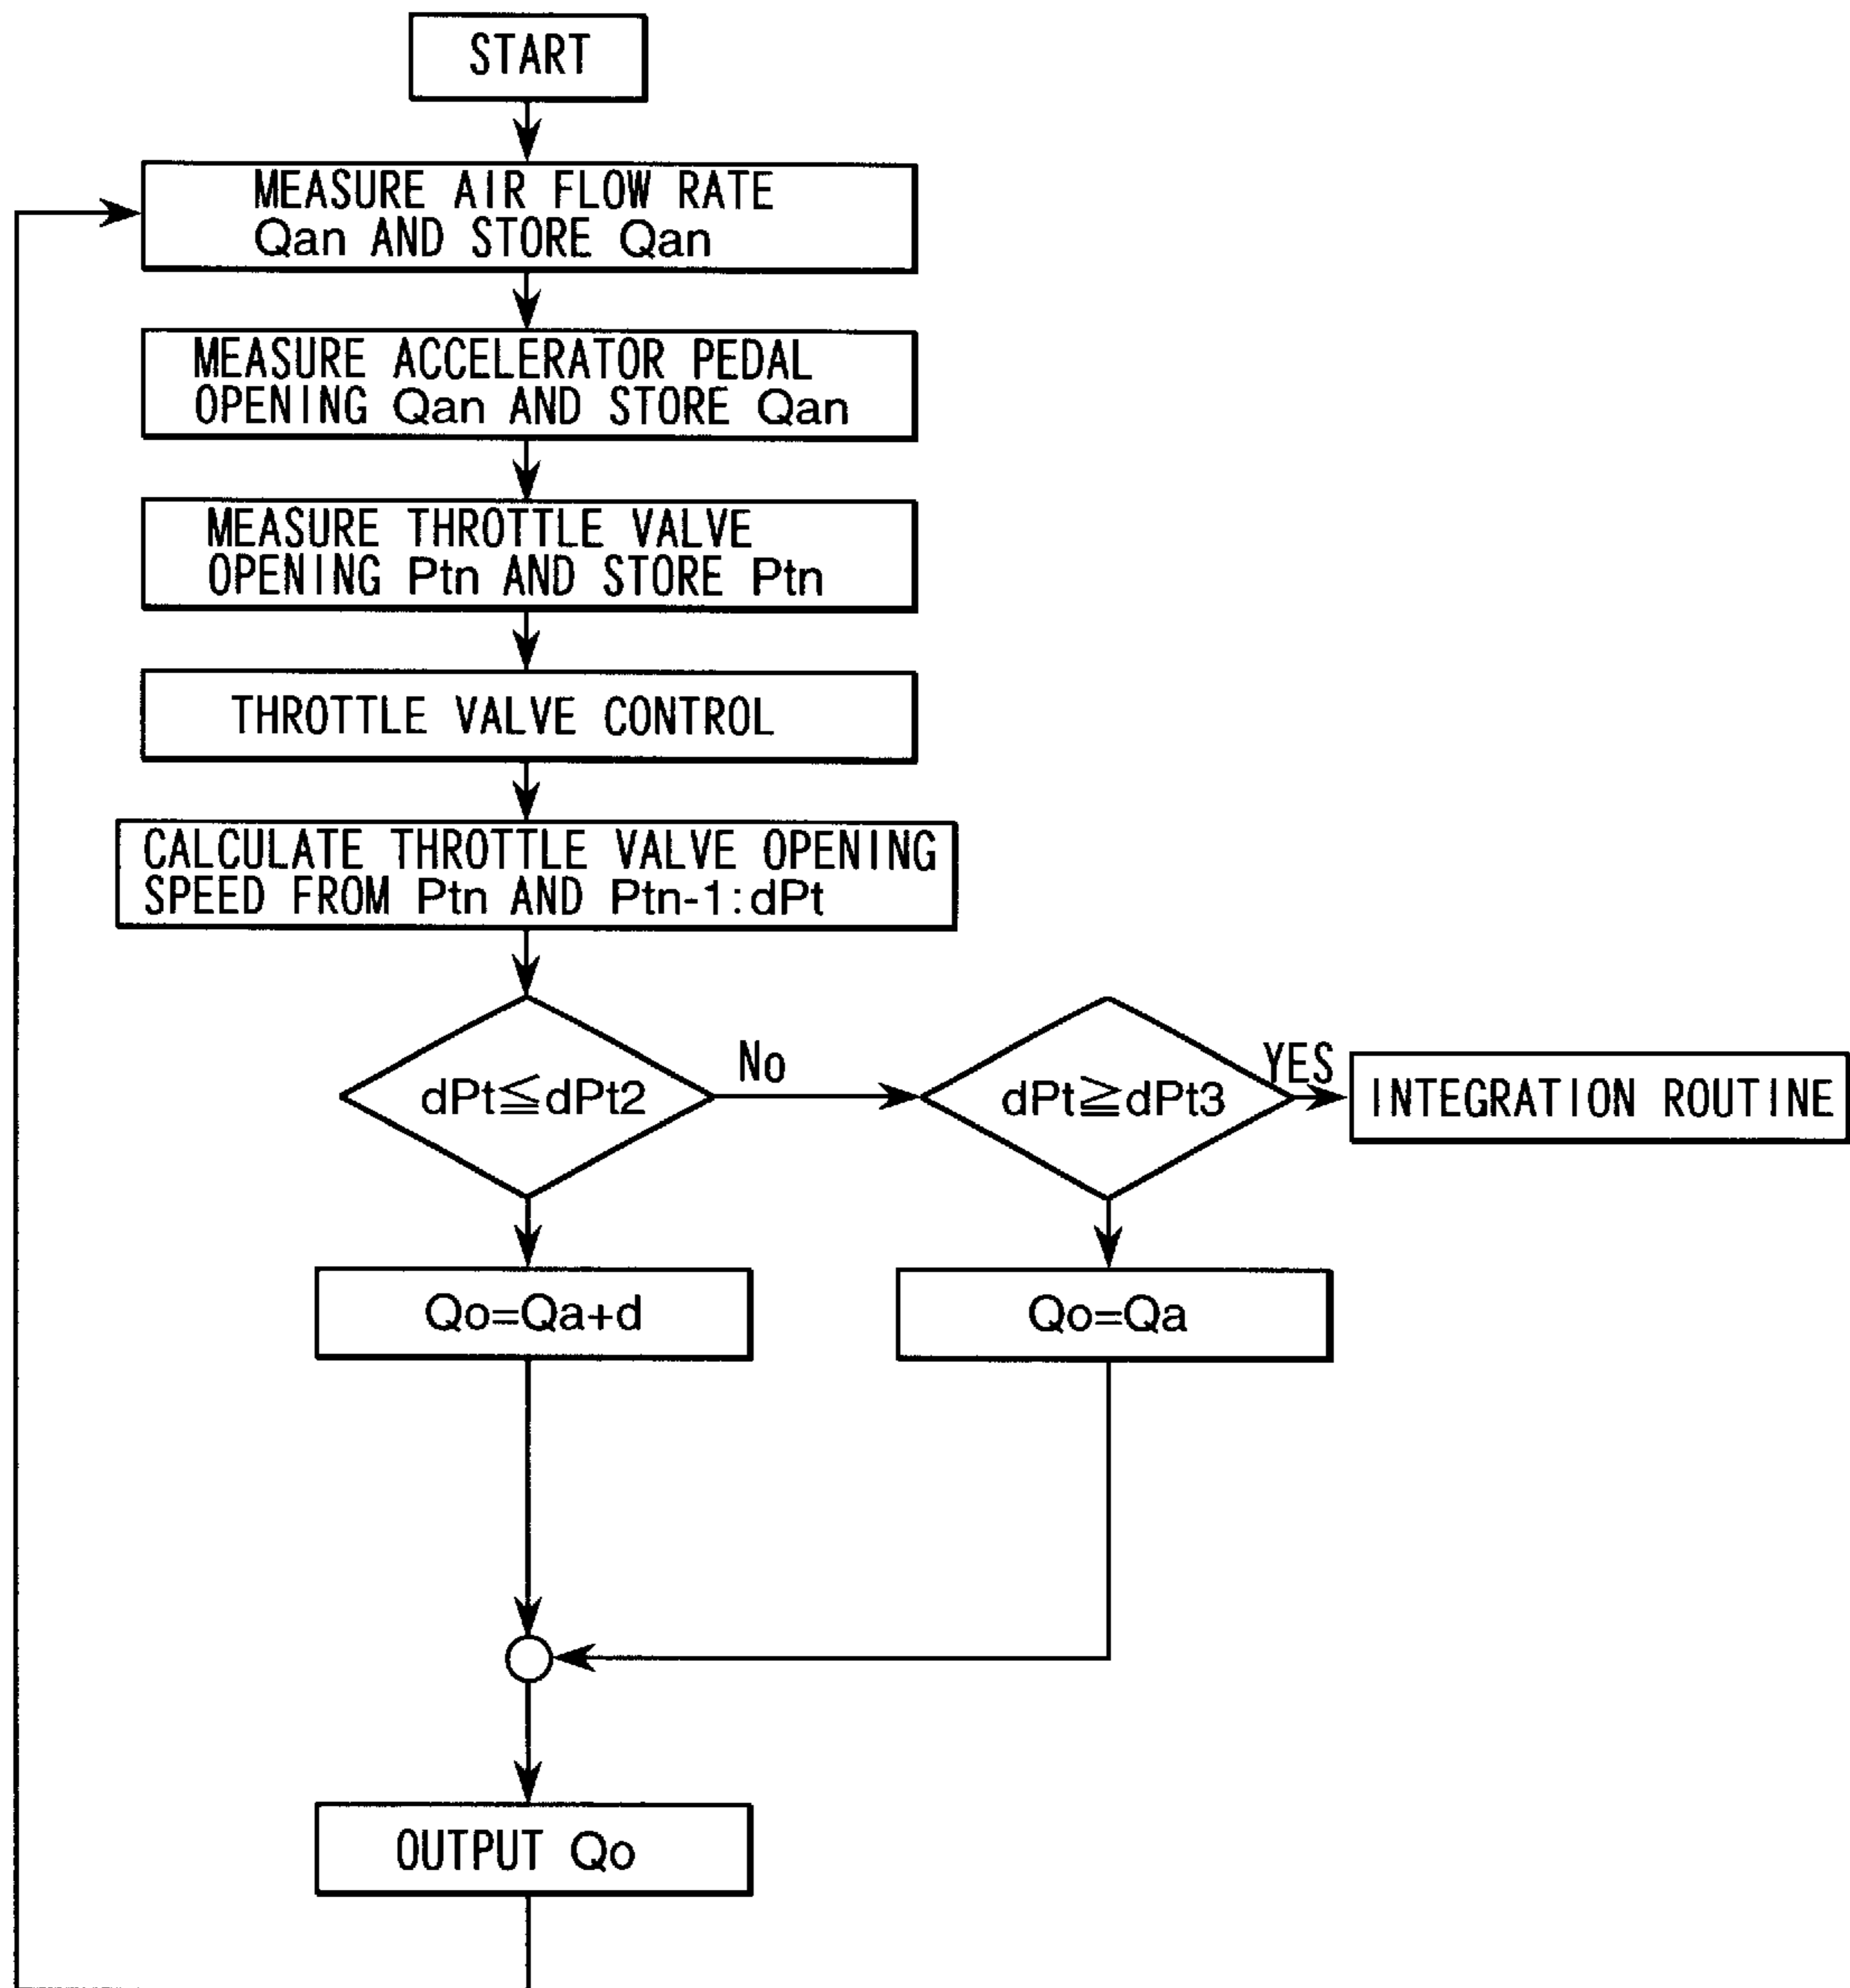 START
MEASURE AIR FLOW RATE
Qan AND STORE Qan
MEASURE ACCELERATOR PEDAL
OPENING Qan AND STORE Qan
MEASURE THROTTLE VALVE
OPENING Ptn AND STORE Ptn
THROTTLE VALVE CONTROL
CALCULATE THROTTLE VALVE OPENING
SPEED FROM Ptn AND Ptn-1:dPt
dPt≦dPt2
No
dPt≧dPt3
YES
INTEGRATION ROUTINE
Qo=Qa+d
Qo=Qa
OUTPUT Qo